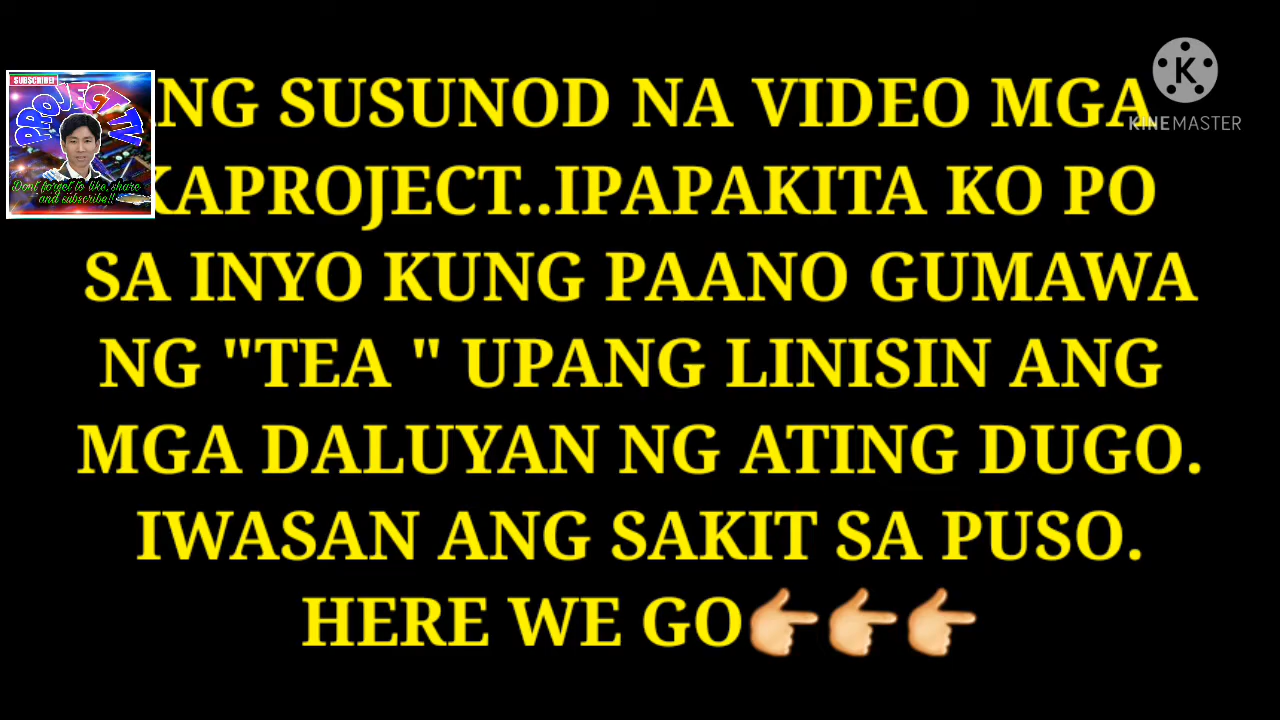 SUBSCRIBE!
PROJECT TV
Dont forget to like, share
and subscribe!!
NG SUSUNOD NA VIDEO MGA
KAPROJECT..IPAPAKITA KO PO
SA INYO KUNG PAANO GUMAWA
NG "TEA " UPANG LINISIN ANG
MGA DALUYAN NG ATING DUGO.
IWASAN ANG SAKIT SA PUSO.
HERE WE GO👉🏼👉🏼👉🏼
K
KINEMASTER